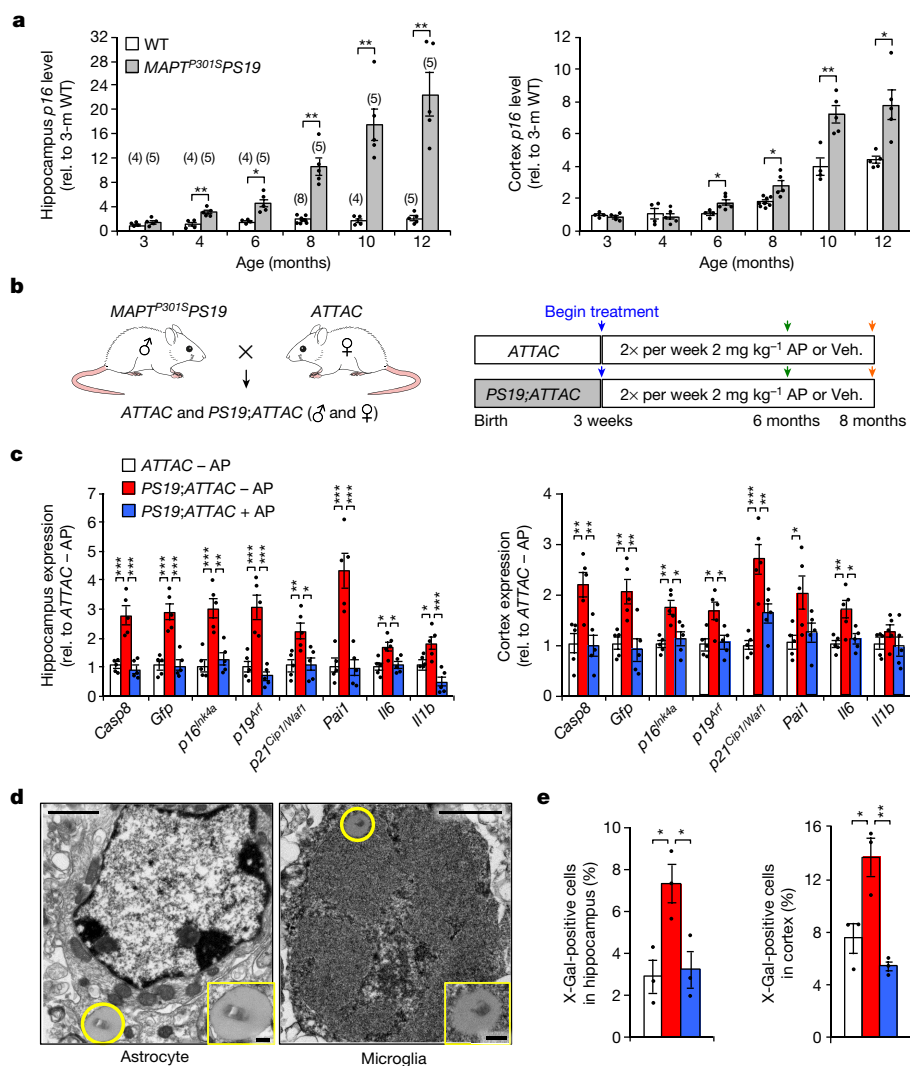 a
Hippocampus p16 level
(rel. to 3-m WT)
32
28
24
20
16
12
8
4
0
WT
MAPTP301SPS19
(4) (5)
(4) (5)
(4) (5)
(8)
(5)
(4)
(5)
(5)
(5)
**
*
**
**
**
3 4 6 8 10 12
Age (months)
Cortex p16 level
(rel. to 3-m WT)
12
10
8
6
4
2
0
*
*
**
*
3 4 6 8 10 12
Age (months)
b
MAPTP301SPS19
ATTAC
♂
×
♀
ATTAC and PS19;ATTAC (♂ and ♀)
Begin treatment
ATTAC
2× per week 2 mg kg−1 AP or Veh.
PS19;ATTAC
2× per week 2 mg kg−1 AP or Veh.
Birth 3 weeks 6 months 8 months
c
ATTAC – AP
PS19;ATTAC – AP
PS19;ATTAC + AP
Hippocampus expression
(rel. to ATTAC – AP)
7
6
5
4
3
2
1
0
*** ***
*** ***
*** **
*** ***
** *
*** ***
* *
* ***
Casp8
Gfp
p16Ink4a
p19Arf
p21Cip1/Waf1
Pai1
Il6
Il1b
Cortex expression
(rel. to ATTAC – AP)
4
3
2
1
0
** **
** **
** *
* *
*** **
*
** *
Casp8
Gfp
p16Ink4a
p19Arf
p21Cip1/Waf1
Pai1
Il6
Il1b
d
Astrocyte
Microglia
e
X-Gal-positive cells
in hippocampus (%)
10
8
6
4
2
0
* *
X-Gal-positive cells
in cortex (%)
16
12
8
4
0
* **